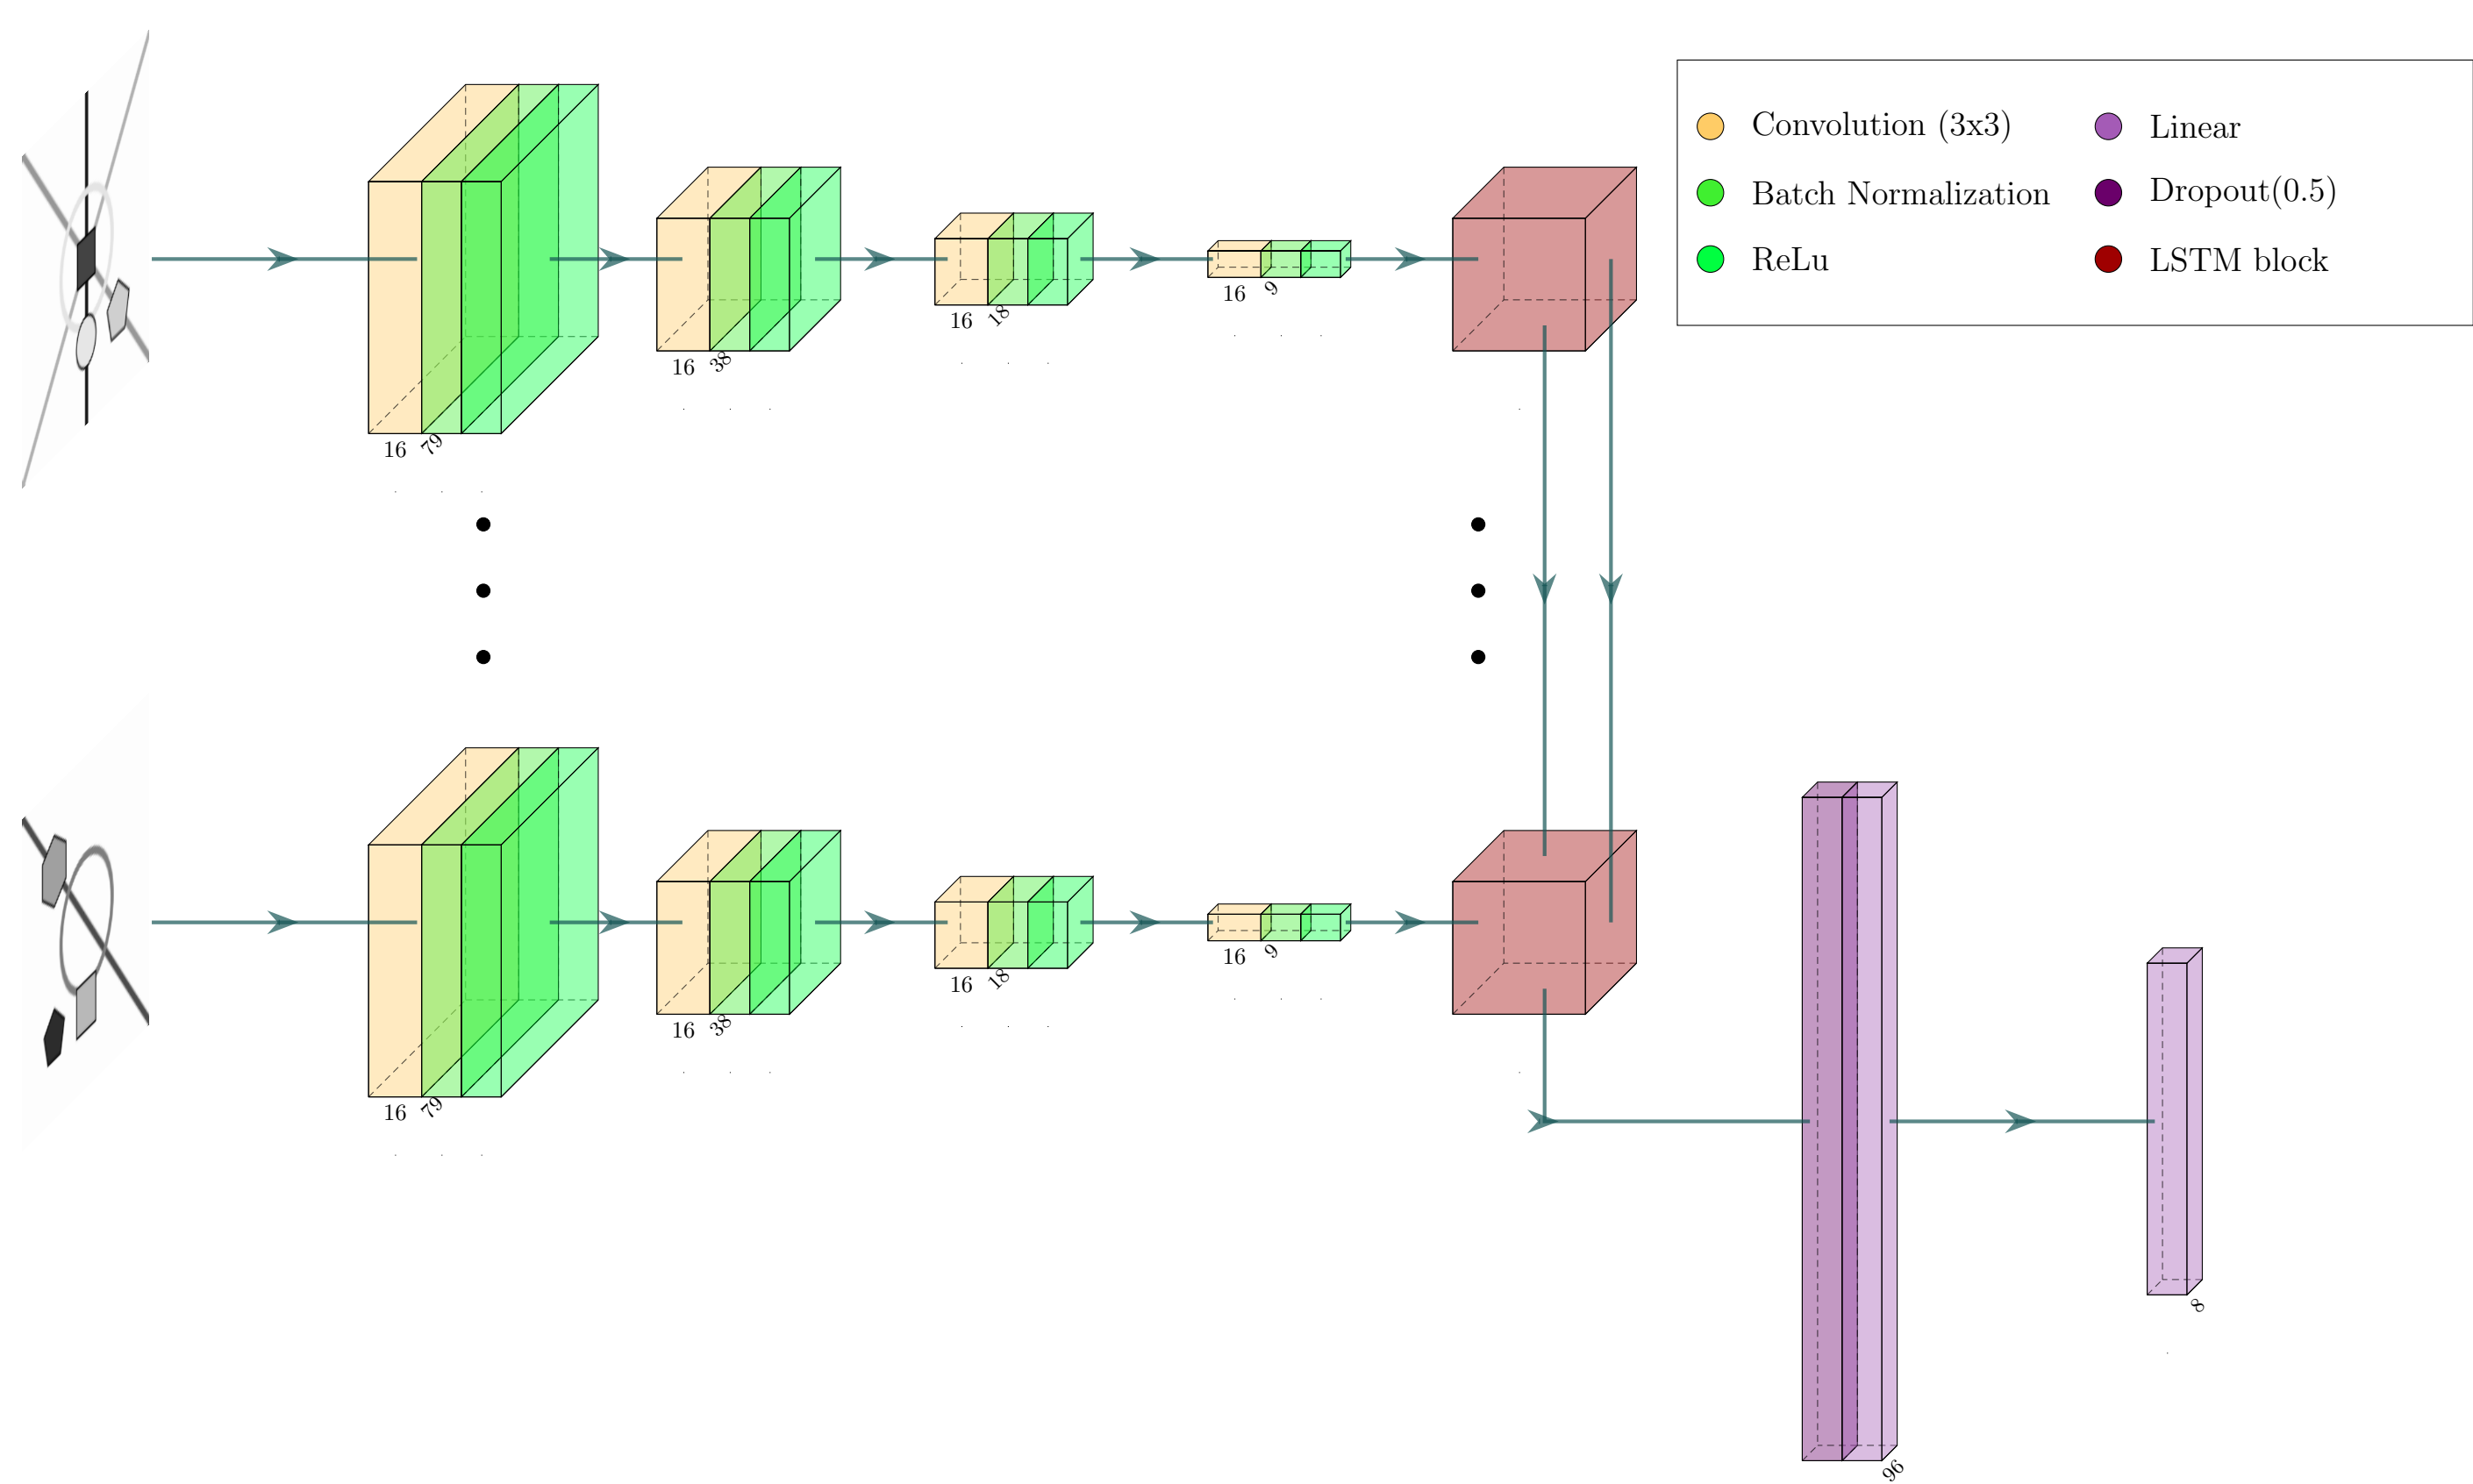 Convolution (3x3)
Linear
Batch Normalization
Dropout(0.5)
ReLu
LSTM block
16 79
16 38
16 18
16 9
16 79
16 38
16 18
16 9
96
8